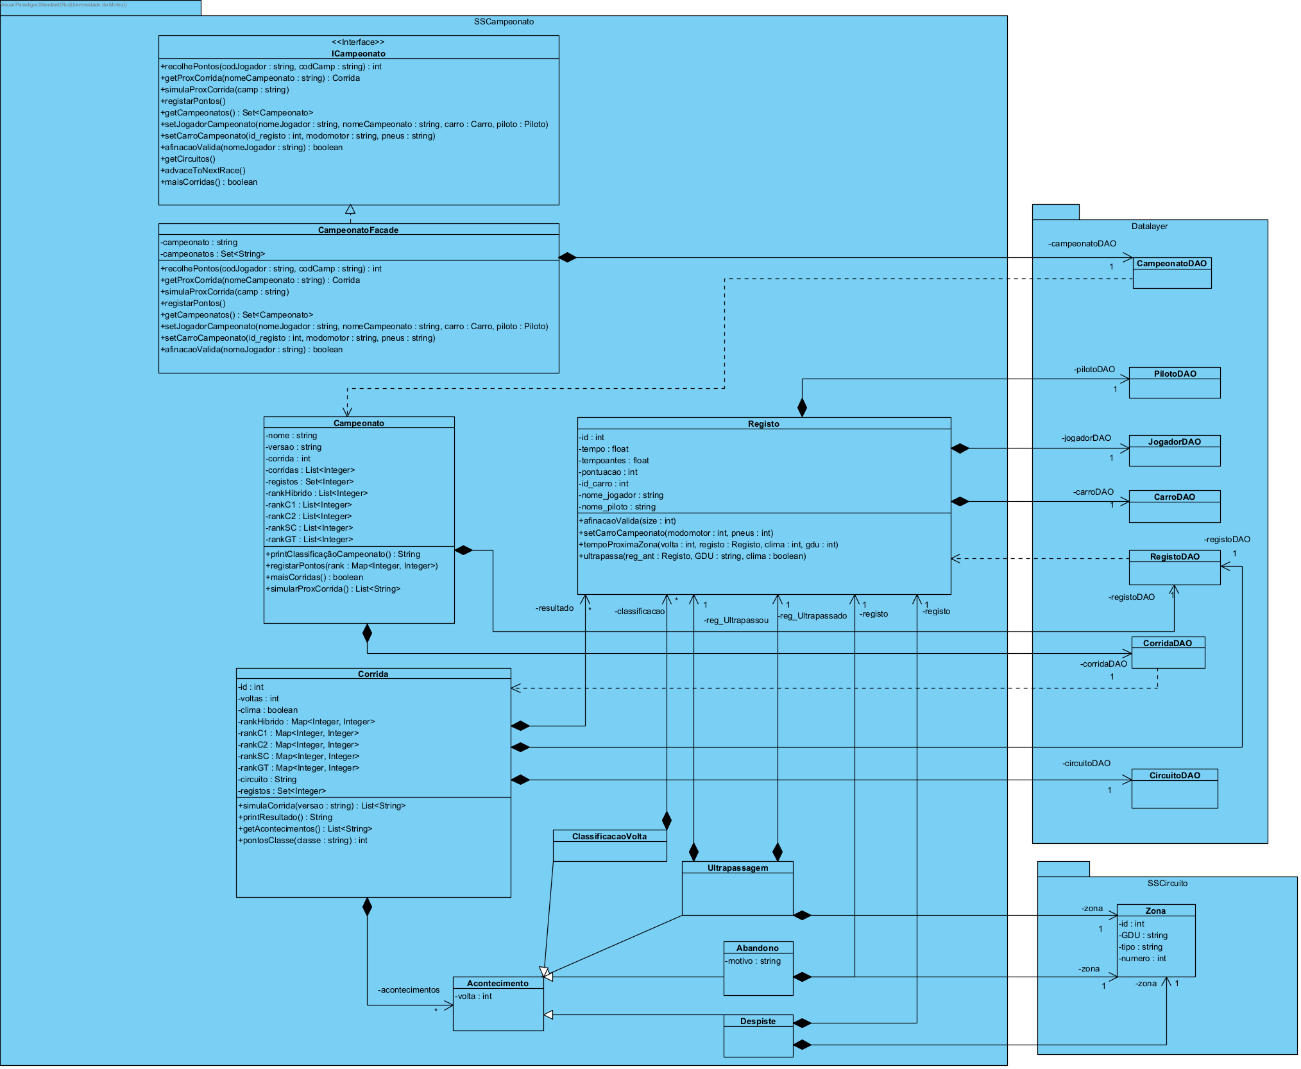 Visual Paradigm Standard(Rui(Universidade do Minho))
SSCampeonato
<<Interface>>
ICampeonato
+recolhePontos(codJogador : string, codCamp : string) : int
+getProxCorrida(nomeCampeonato : string) : Corrida
+simulaProxCorrida(camp : string)
+registarPontos()
+getCampeonatos() : Set<Campeonato>
+setJogadorCampeonato(nomeJogador : string, nomeCampeonato : string, carro : Carro, piloto : Piloto)
+setCarroCampeonato(id_registo : int, modomotor : string, pneus : string)
+afinacaoValida(nomeJogador : string) : boolean
+getCircuitos()
+advaceToNextRace()
+maisCorridas() : boolean
CampeonatoFacade
-campeonato : string
-campeonatos : Set<String>
+recolhePontos(codJogador : string, codCamp : string) : int
+getProxCorrida(nomeCampeonato : string) : Corrida
+simulaProxCorrida(camp : string)
+registarPontos()
+getCampeonatos() : Set<Campeonato>
+setJogadorCampeonato(nomeJogador : string, nomeCampeonato : string, carro : Carro, piloto : Piloto)
+setCarroCampeonato(id_registo : int, modomotor : string, pneus : string)
+afinacaoValida(nomeJogador : string) : boolean
Datalayer
-campeonatoDAO
1
CampeonatoDAO
-pilotoDAO
1
PilotoDAO
-jogadorDAO
1
JogadorDAO
-carroDAO
1
CarroDAO
-registoDAO
1
RegistoDAO
-registoDAO
1
CorridaDAO
-corridaDAO
1
-circuitoDAO
1
CircuitoDAO
Campeonato
-nome : string
-versao : string
-corrida : int
-corridas : List<Integer>
-registos : Set<Integer>
-rankHibrido : List<Integer>
-rankC1 : List<Integer>
-rankC2 : List<Integer>
-rankSC : List<Integer>
-rankGT : List<Integer>
+printClassificaçãoCampeonato() : String
+registarPontos(rank : Map<Integer, Integer>)
+maisCorridas() : boolean
+simularProxCorrida() : List<String>
Registo
-id : int
-tempo : float
-tempoantes : float
-pontuacao : int
-id_carro : int
-nome_jogador : string
-nome_piloto : string
+afinacaoValida(size : int)
+setCarroCampeonato(modomotor : int, pneus : int)
+tempoProximaZona(volta : int, registo : Registo, clima : int, gdu : int)
+ultrapassa(reg_ant : Registo, GDU : string, clima : boolean)
-resultado
*
-classificacao
*
1
-reg_Ultrapassou
1
-reg_Ultrapassado
1
-registo
1
-registo
Corrida
-id : int
-voltas : int
-clima : boolean
-rankHibrido : Map<Integer, Integer>
-rankC1 : Map<Integer, Integer>
-rankC2 : Map<Integer, Integer>
-rankSC : Map<Integer, Integer>
-rankGT : Map<Integer, Integer>
-circuito : String
-registos : Set<Integer>
+simulaCorrida(versao : string) : List<String>
+printResultado() : String
+getAcontecimentos() : List<String>
+pontosClasse(classe : string) : int
ClassificacaoVolta
Ultrapassagem
Abandono
-motivo : string
Acontecimento
-volta : int
-acontecimentos
*
Despiste
SSCircuito
Zona
-id : int
-GDU : string
-tipo : string
-numero : int
-zona
1
-zona
1
-zona
1